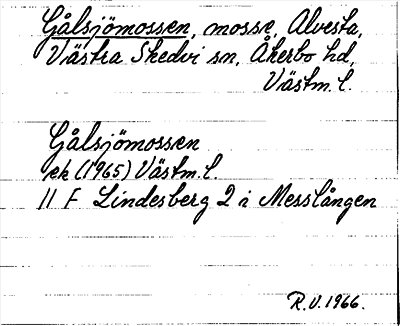 Gålsjömossen, mosse, Alvesta,
Västra Skedvi sn, Åkerbo hd,
Västm. l.
Gålsjömossen
ek (1965) Västm. l.
11 F Lindesberg 2 i Messlången
R.V. 1966.